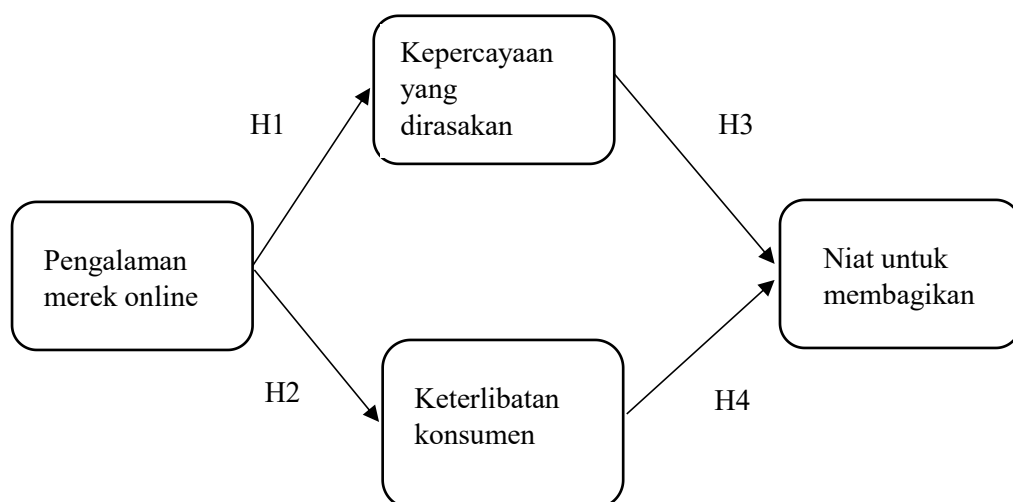 Kepercayaan
yang
dirasakan
H1
H3
Pengalaman
merek online
Niat untuk
membagikan
H2
Keterlibatan
konsumen
H4